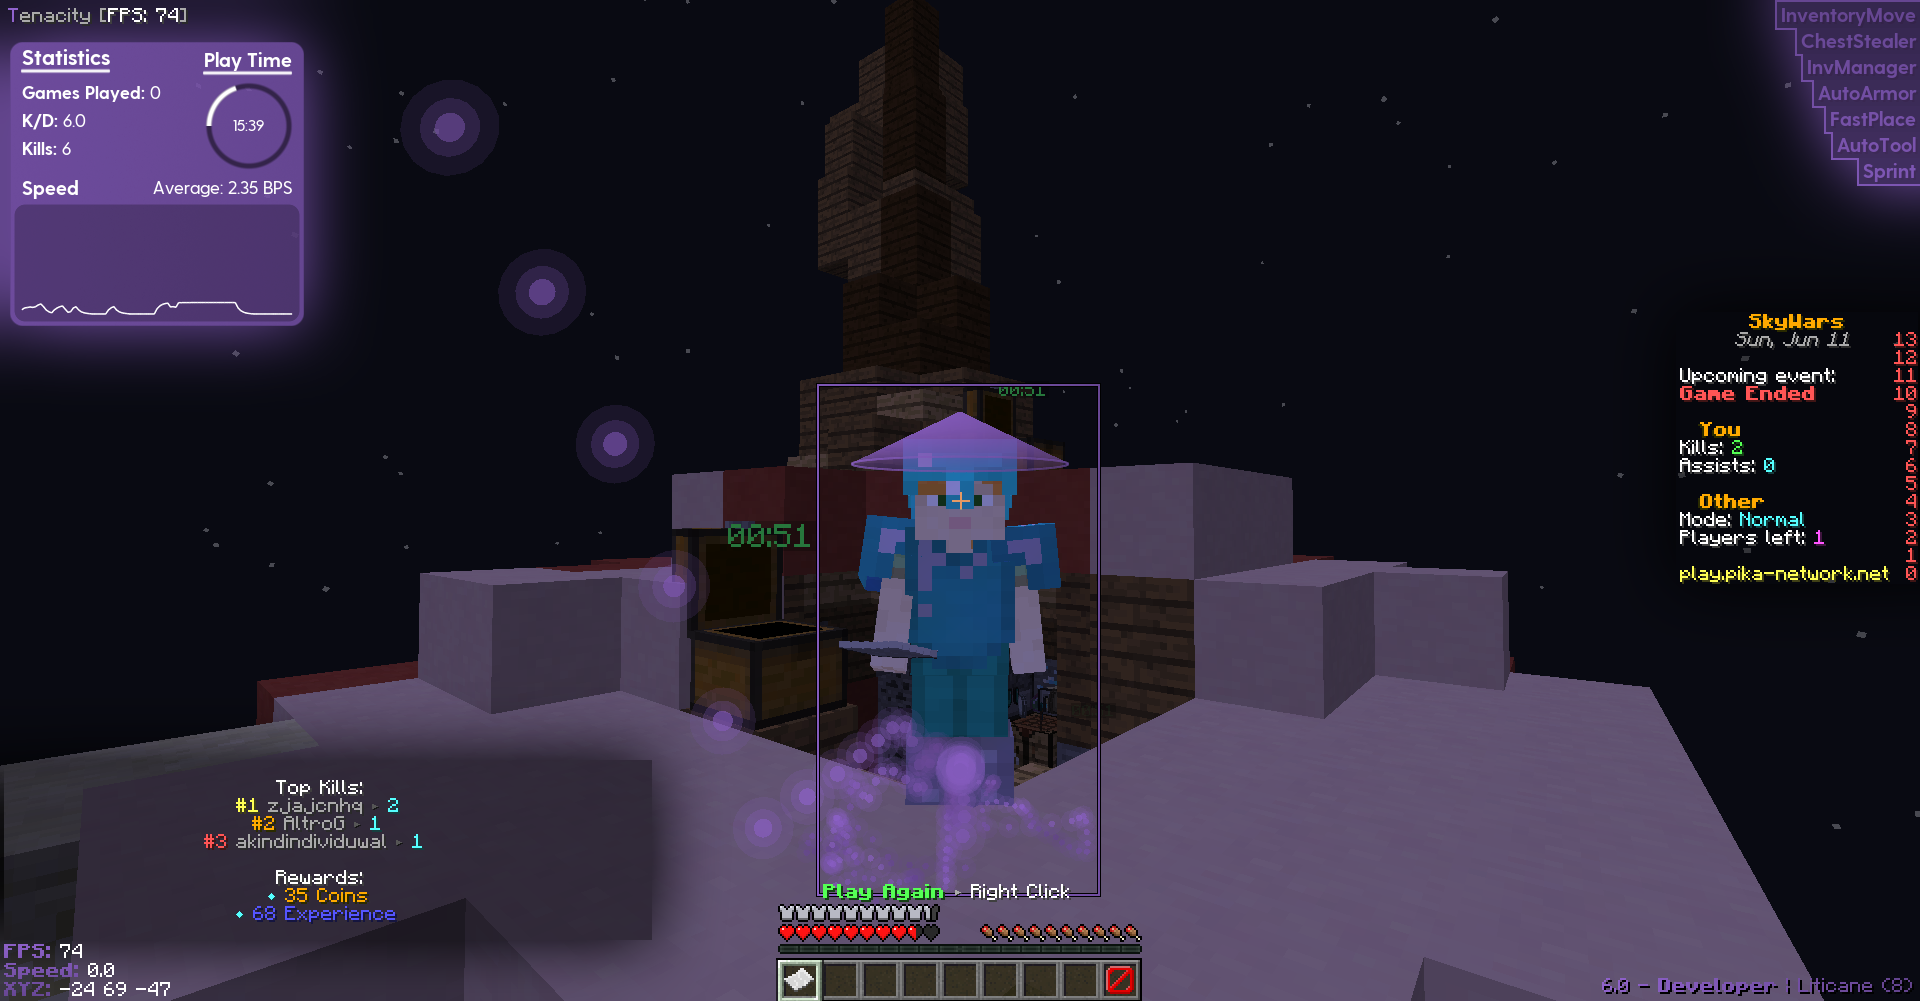 Tenacity [FPS: 74]
Statistics
Play Time
Games Played: 0
K/D: 6.0
Kills: 6
15:39
Speed
Average: 2.35 BPS
InventoryMove
ChestStealer
InvManager
AutoArmor
FastPlace
AutoTool
Sprint
00:51
00:51
SkyWars
Sun, Jun 11 13
12
Upcoming event: 11
Game Ended 10
9
You 8
Kills: 2 7
Assists: 0 6
5
Other 4
Mode: Normal 3
Players left: 1 2
1
play.pika-network.net 0
Top Kills:
#1 zjajcnhq ▸ 2
#2 AltroG ▸ 1
#3 akindindividuwal ▸ 1
Rewards:
◆ 35 Coins
◆ 68 Experience
Play Again ▸ Right Click
FPS: 74
Speed: 0.0
XYZ: -24 69 -47
6.0 - Developer | Liticane (8)